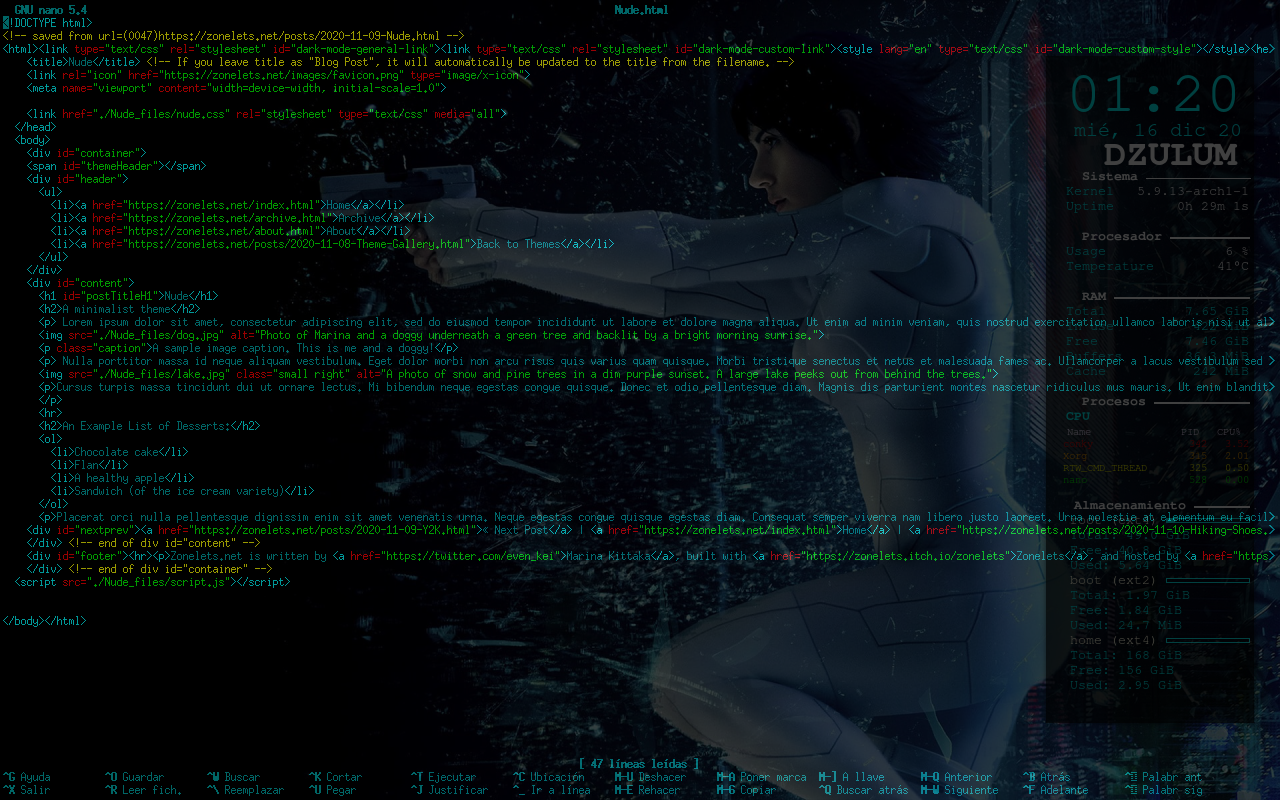 GNU nano 5.4 Nude.html
<!DOCTYPE html>
<!-- saved from url=(0047)https://zonelets.net/posts/2020-11-09-Nude.html -->
<html><link type="text/css" rel="stylesheet" id="dark-mode-general-link"><link type="text/css" rel="stylesheet" id="dark-mode-custom-link"><style lang="en" type="text/css" id="dark-mode-custom-style"></style><he>
<title>Nude</title> <!-- If you leave title as "Blog Post", it will automatically be updated to the title from the filename. -->
<link rel="icon" href="https://zonelets.net/images/favicon.png" type="image/x-icon">
<meta name="viewport" content="width=device-width, initial-scale=1.0">
<link href="./Nude_files/nude.css" rel="stylesheet" type="text/css" media="all">
</head>
<body>
<div id="container">
<span id="themeHeader"></span>
<div id="header">
<ul>
<li><a href="https://zonelets.net/index.html">Home</a></li>
<li><a href="https://zonelets.net/archive.html">Archive</a></li>
<li><a href="https://zonelets.net/about.html">About</a></li>
<li><a href="https://zonelets.net/posts/2020-11-08-Theme-Gallery.html">Back to Themes</a></li>
</ul>
</div>
<div id="content">
<h1 id="postTitleH1">Nude</h1>
<h2>A minimalist theme</h2>
<p> Lorem ipsum dolor sit amet, consectetur adipiscing elit, sed do eiusmod tempor incididunt ut labore et dolore magna aliqua. Ut enim ad minim veniam, quis nostrud exercitation ullamco laboris nisi ut al>
<img src="./Nude_files/dog.jpg" alt="Photo of Marina and a doggy underneath a green tree and backlit by a bright morning sunrise.">
<p class="caption">A sample image caption. This is me and a doggy!</p>
<p> Nulla porttitor massa id neque aliquam vestibulum. Eget dolor morbi non arcu risus quis varius quam quisque. Morbi tristique senectus et netus et malesuada fames ac. Ullamcorper a lacus vestibulum sed >
<img src="./Nude_files/lake.jpg" class="small right" alt="A photo of snow and pine trees in a dim purple sunset. A large lake peeks out from behind the trees.">
<p>Cursus turpis massa tincidunt dui ut ornare lectus. Mi bibendum neque egestas congue quisque. Donec et odio pellentesque diam. Magnis dis parturient montes nascetur ridiculus mus mauris. Ut enim blandit>
</p>
<hr>
<h2>An Example List of Desserts:</h2>
<ol>
<li>Chocolate cake</li>
<li>Flan</li>
<li>A healthy apple</li>
<li>Sandwich (of the ice cream variety)</li>
</ol>
<p>Placerat orci nulla pellentesque dignissim enim sit amet venenatis urna. Neque egestas congue quisque egestas diam. Consequat semper viverra nam libero justo laoreet. Urna molestie at elementum eu facil>
<div id="nextprev"><a href="https://zonelets.net/posts/2020-11-09-Y2K.html">« Next Post</a> | <a href="https://zonelets.net/index.html">Home</a> | <a href="https://zonelets.net/posts/2020-11-10-Hiking-Shoes.>
</div> <!-- end of div id="content" -->
<div id="footer"><hr><p>Zonelets.net is written by <a href="https://twitter.com/even_kei">Marina Kittaka</a>, built with <a href="https://zonelets.itch.io/zonelets">Zonelets</a>, and hosted by <a href="https>
</div> <!-- end of div id="container" -->
<script src="./Nude_files/script.js"></script>
</body></html>
[ 47 líneas leídas ]
^G Ayuda ^O Guardar ^W Buscar ^K Cortar ^T Ejecutar ^C Ubicación M-U Deshacer M-A Poner marca M-] A llave M-Q Anterior ^B Atrás Palabr ant
^X Salir ^R Leer fich. ^\ Reemplazar ^U Pegar ^J Justificar ^_ Ir a línea M-E Rehacer M-6 Copiar ^Q Buscar atrás M-W Siguiente ^F Adelante Palabr sig
01:20
mié, 16 dic 20
DZULUM
Sistema
Kernel 5.9.13-arch1-1
Uptime 0h 29m 1s
Procesador
Usage 6 %
Temperature 41°C
RAM
Total 7.65 GiB
Free 7.46 GiB
Cache 242 MiB
Procesos
CPU
Name PID CPU%
Xorg 315 2.01
RTW_CMD_THREAD 325 0.50
nano 528 0.00
Almacenamiento
Used: 5.64 GiB
boot (ext2)
Total: 1.97 GiB
Free: 1.84 GiB
Used: 24.7 MiB
home (ext4)
Total: 168 GiB
Free: 156 GiB
Used: 2.95 GiB